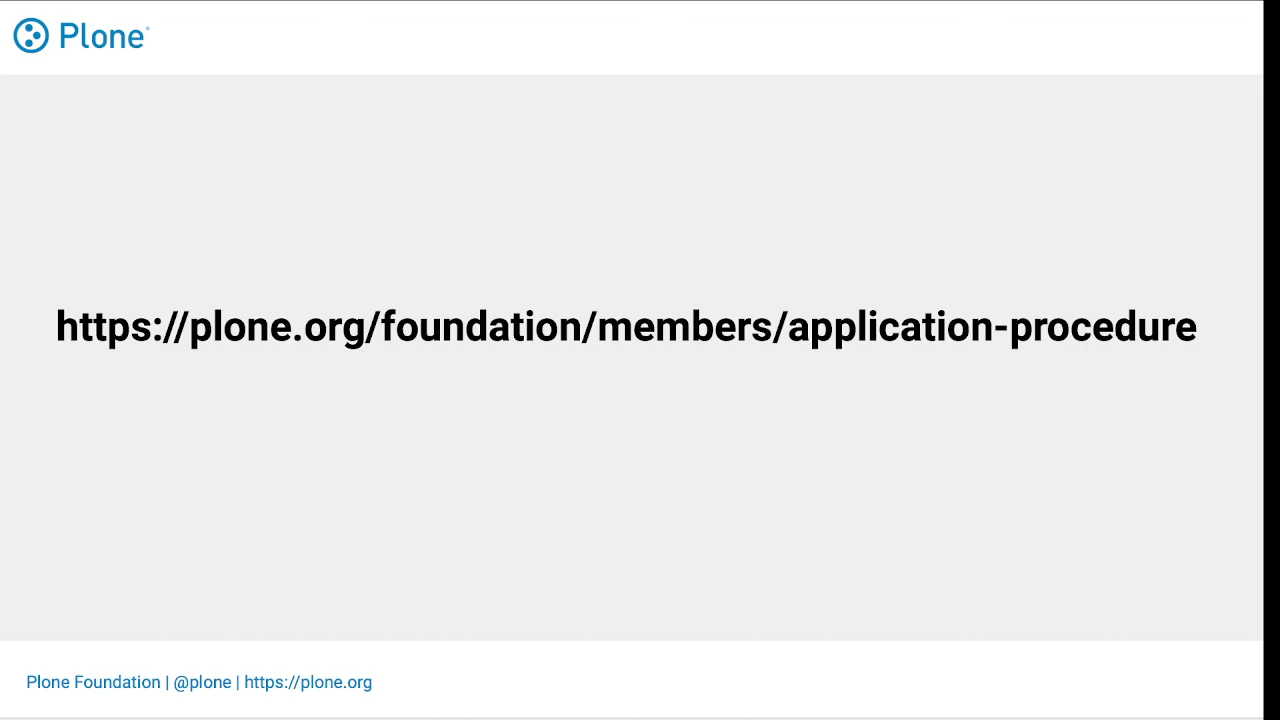 Plone
https://plone.org/foundation/members/application-procedure
Plone Foundation | @plone | https://plone.org